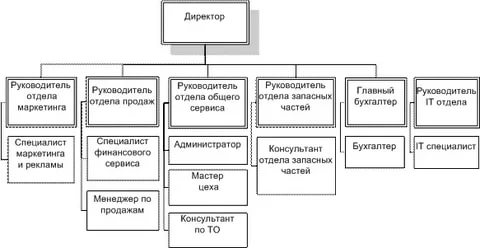 Директор
Руководитель
отдела
маркетинга
Руководитель
отдела продаж
Руководитель
отдела общего
сервиса
Руководитель
отдела запасных
частей
Главный
бухгалтер
Руководитель
IT отдела
Специалист
маркетинга
и рекламы
Специалист
финансового
сервиса
Администратор
Консультант
отдела запасных
частей
Бухгалтер
IT специалист
Менеджер по
продажам
Мастер
цеха
Консультант
по ТО